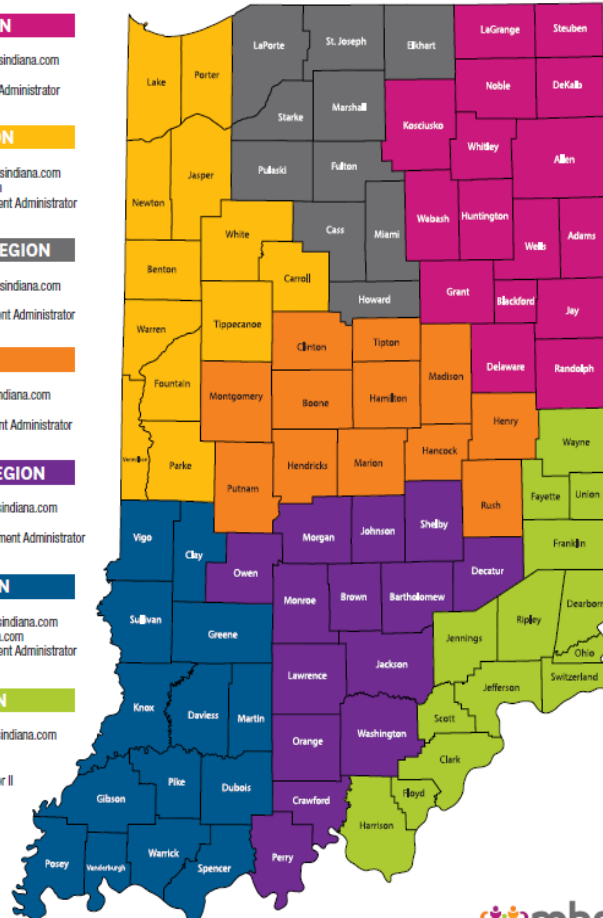 N
sindiana.com
Administrator
ON
sindiana.com
n
ent Administrator
REGION
sindiana.com
nt Administrator
ndiana.com
nt Administrator
EGION
sindiana.com
ment Administrator
N
sindiana.com
a.com
ent Administrator
N
sindiana.com
or II
LaPorte St. Joseph Elkhart LaGrange Steuben
Lake Porter Noble DeKalb
Starke Marshall Kosciusko
Whitley Allen
Pulaski Fulton
Newton Jasper
Wabash Huntington
White Cass Miami Wells Adams
Benton Carroll
Grant Blackford Jay
Howard
Warren Tippecanoe
Clinton Tipton
Madison Delaware Randolph
Fountain Montgomery Boone Hamilton
Henry
Wayne
Vermillion Parke Hendricks Marion Hancock
Putnam
Fayette Union
Rush
Vigo Clay Morgan Johnson Shelby
Franklin
Owen Decatur
Monroe Brown Bartholomew
Sullivan Greene Ripley Dearborn
Jennings
Ohio
Lawrence Jackson
Switzerland
Jefferson
Knox Daviess Martin
Scott
Orange Washington
Clark
Pike Dubois
Gibson Crawford Floyd
Harrison
Posey Vanderburgh Warrick Spencer Perry